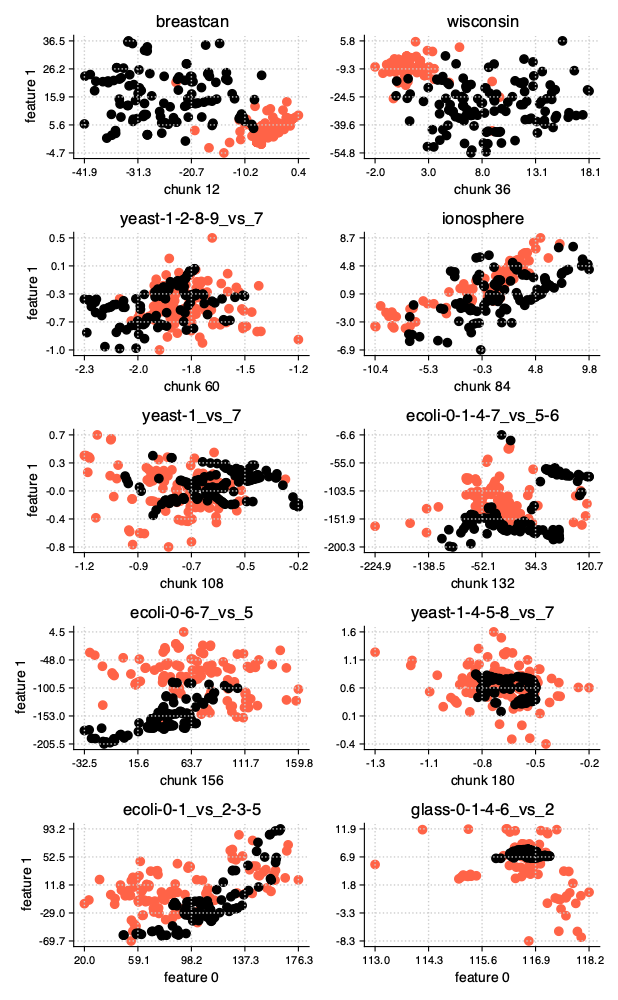 breastcan
wisconsin
36.5
26.2
15.9
5.6
-4.7
feature 1
-41.9 -31.3 -20.7 -10.2 0.4
chunk 12
5.8
-9.3
-24.5
-39.6
-54.8
-2.0 3.0 8.0 13.1 18.1
chunk 36
yeast-1-2-8-9_vs_7
ionosphere
0.5
0.1
-0.3
-0.7
-1.0
feature 1
-2.3 -2.0 -1.8 -1.5 -1.2
chunk 60
8.7
4.8
0.9
-3.0
-6.9
-10.4 -5.3 -0.3 4.8 9.8
chunk 84
yeast-1_vs_7
ecoli-0-1-4-7_vs_5-6
0.7
0.3
-0.0
-0.4
-0.8
feature 1
-1.2 -0.9 -0.7 -0.5 -0.2
chunk 108
-6.6
-55.0
-103.5
-151.9
-200.3
-224.9 -138.5 -52.1 34.3 120.7
chunk 132
ecoli-0-6-7_vs_5
yeast-1-4-5-8_vs_7
4.5
-48.0
-100.5
-153.0
-205.5
feature 1
-32.5 15.6 63.7 111.7 159.8
chunk 156
1.6
1.1
0.6
0.1
-0.4
-1.3 -1.1 -0.8 -0.5 -0.2
chunk 180
ecoli-0-1_vs_2-3-5
glass-0-1-4-6_vs_2
93.2
52.5
11.8
-29.0
-69.7
feature 1
20.0 59.1 98.2 137.3 176.3
feature 0
11.9
6.9
1.8
-3.3
-8.3
113.0 114.3 115.6 116.9 118.2
feature 0